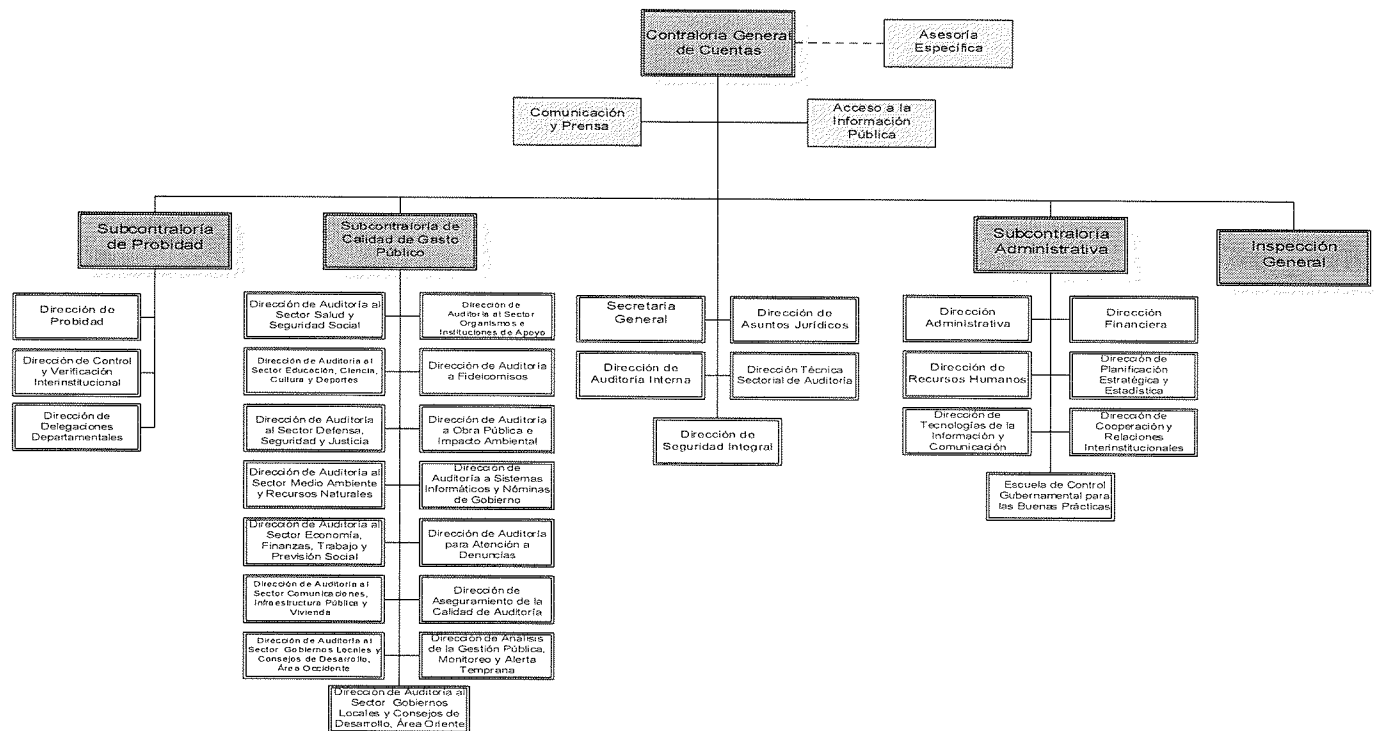 Contraloría General
de Cuentas
Asesoría
Específica
Comunicación
y Prensa
Acceso a la
Información
Pública
Subcontraloría
de Probidad
Subcontraloría de
Calidad de Gasto
Público
Subcontraloría
Administrativa
Inspección
General
Dirección de
Probidad
Dirección de Control
y Verificación
Interinstitucional
Dirección de
Delegaciones
Departamentales
Dirección de Auditoría al
Sector Salud y
Seguridad Social
Dirección de
Auditoría al Sector
Organismos e
Instituciones de Apoyo
Dirección de Auditoría al
Sector Educación, Ciencia,
Cultura y Deportes
Dirección de Auditoría
a Fideicomisos
Dirección de Auditoría
al Sector Defensa,
Seguridad y Justicia
Dirección de Auditoría
a Obra Pública e
Impacto Ambiental
Dirección de Auditoría al
Sector Medio Ambiente
y Recursos Naturales
Dirección de
Auditoría a Sistemas
Informáticos y Nóminas
de Gobierno
Dirección de Auditoría al
Sector Economía,
Finanzas, Trabajo y
Previsión Social
Dirección de Auditoría
para Atención a
Denuncias
Dirección de Auditoría al
Sector Comunicaciones,
Infraestructura Pública y
Vivienda
Dirección de
Aseguramiento de la
Calidad de Auditoría
Dirección de Auditoría al
Sector Gobiernos Locales y
Consejos de Desarrollo,
Área Occidente
Dirección de Análisis
de la Gestión Pública,
Monitoreo y Alerta
Temprana
Dirección de Auditoría al
Sector Gobiernos
Locales y Consejos de
Desarrollo, Área Oriente
Secretaría
General
Dirección de
Asuntos Jurídicos
Dirección de
Auditoría Interna
Dirección Técnica
Sectorial de Auditoría
Dirección de
Seguridad Integral
Dirección
Administrativa
Dirección
Financiera
Dirección de
Recursos Humanos
Dirección de
Planificación
Estratégica y
Estadística
Dirección de
Tecnologías de la
Información y
Comunicación
Dirección de
Cooperación y
Relaciones
Interinstitucionales
Escuela de Control
Gubernamental para
las Buenas Prácticas